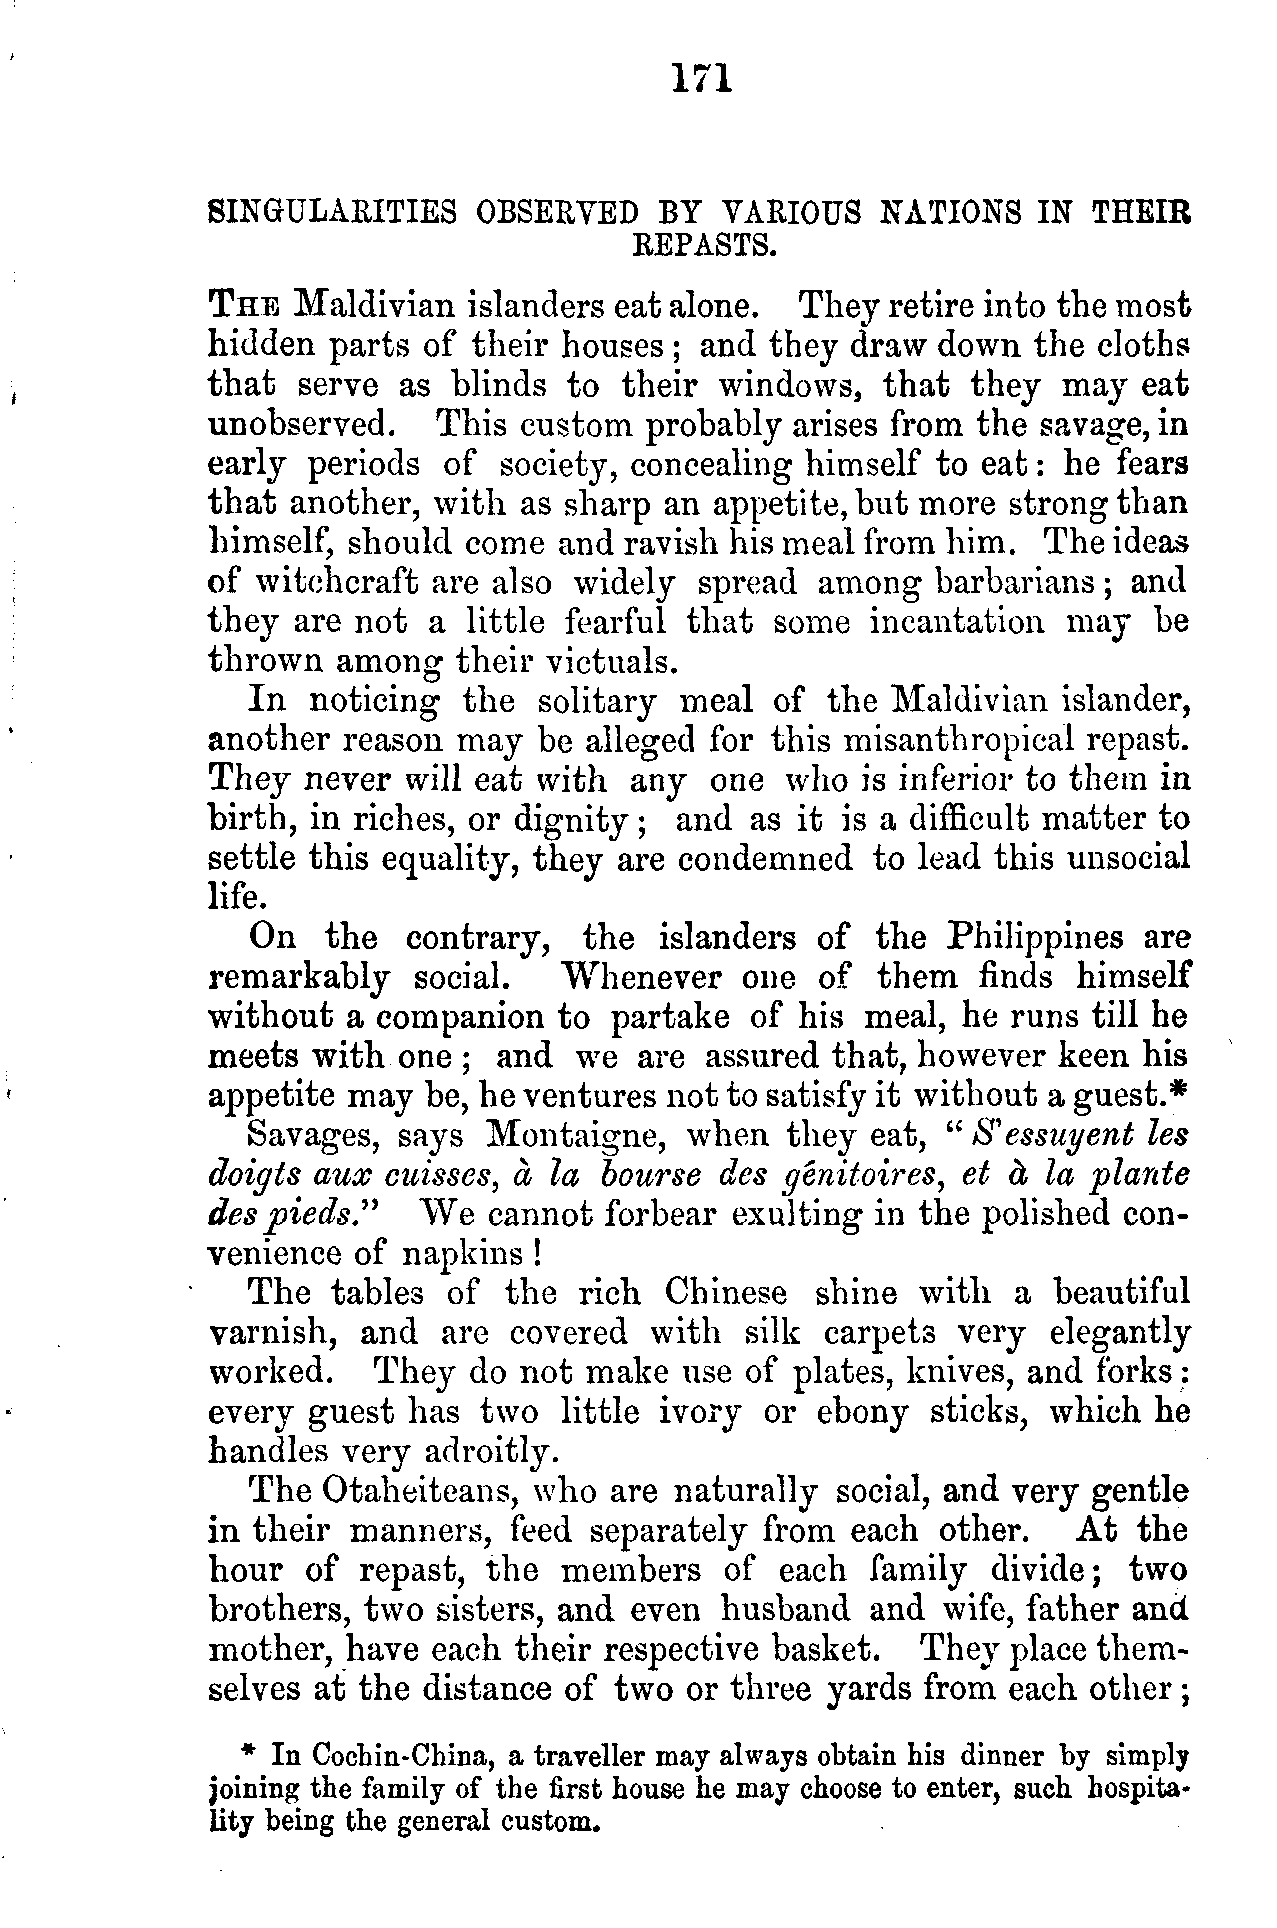 171
SINGULARITIES OBSERVED BY VARIOUS NATIONS IN THEIR
REPASTS.
THE Maldivian islanders eat alone. They retire into the most
hidden parts of their houses; and they draw down the cloths
that serve as blinds to their windows, that they may eat
unobserved. This custom probably arises from the savage, in
early periods of society, concealing himself to eat: he fears
that another, with as sharp an appetite, but more strong than
himself, should come and ravish his meal from him. The ideas
of witchcraft are also widely spread among barbarians; and
they are not a little fearful that some incantation may be
thrown among their victuals.
In noticing the solitary meal of the Maldivian islander,
another reason may be alleged for this misanthropical repast.
They never will eat with any one who is inferior to them in
birth, in riches, or dignity; and as it is a difficult matter to
settle this equality, they are condemned to lead this unsocial
life.
On the contrary, the islanders of the Philippines are
remarkably social. Whenever one of them finds himself
without a companion to partake of his meal, he runs till he
meets with one; and we are assured that, however keen his
appetite may be, he ventures not to satisfy it without a guest.*
Savages, says Montaigne, when they eat, "S'essuyent les
doigts aux cuisses, à la bourse des génitoires, et à la plante
des pieds." We cannot forbear exulting in the polished con-
venience of napkins!
The tables of the rich Chinese shine with a beautiful
varnish, and are covered with silk carpets very elegantly
worked. They do not make use of plates, knives, and forks:
every guest has two little ivory or ebony sticks, which he
handles very adroitly.
The Otaheiteans, who are naturally social, and very gentle
in their manners, feed separately from each other. At the
hour of repast, the members of each family divide; two
brothers, two sisters, and even husband and wife, father and
mother, have each their respective basket. They place them-
selves at the distance of two or three yards from each other;
* In Cochin-China, a traveller may always obtain his dinner by simply
joining the family of the first house he may choose to enter, such hospita-
lity being the general custom.